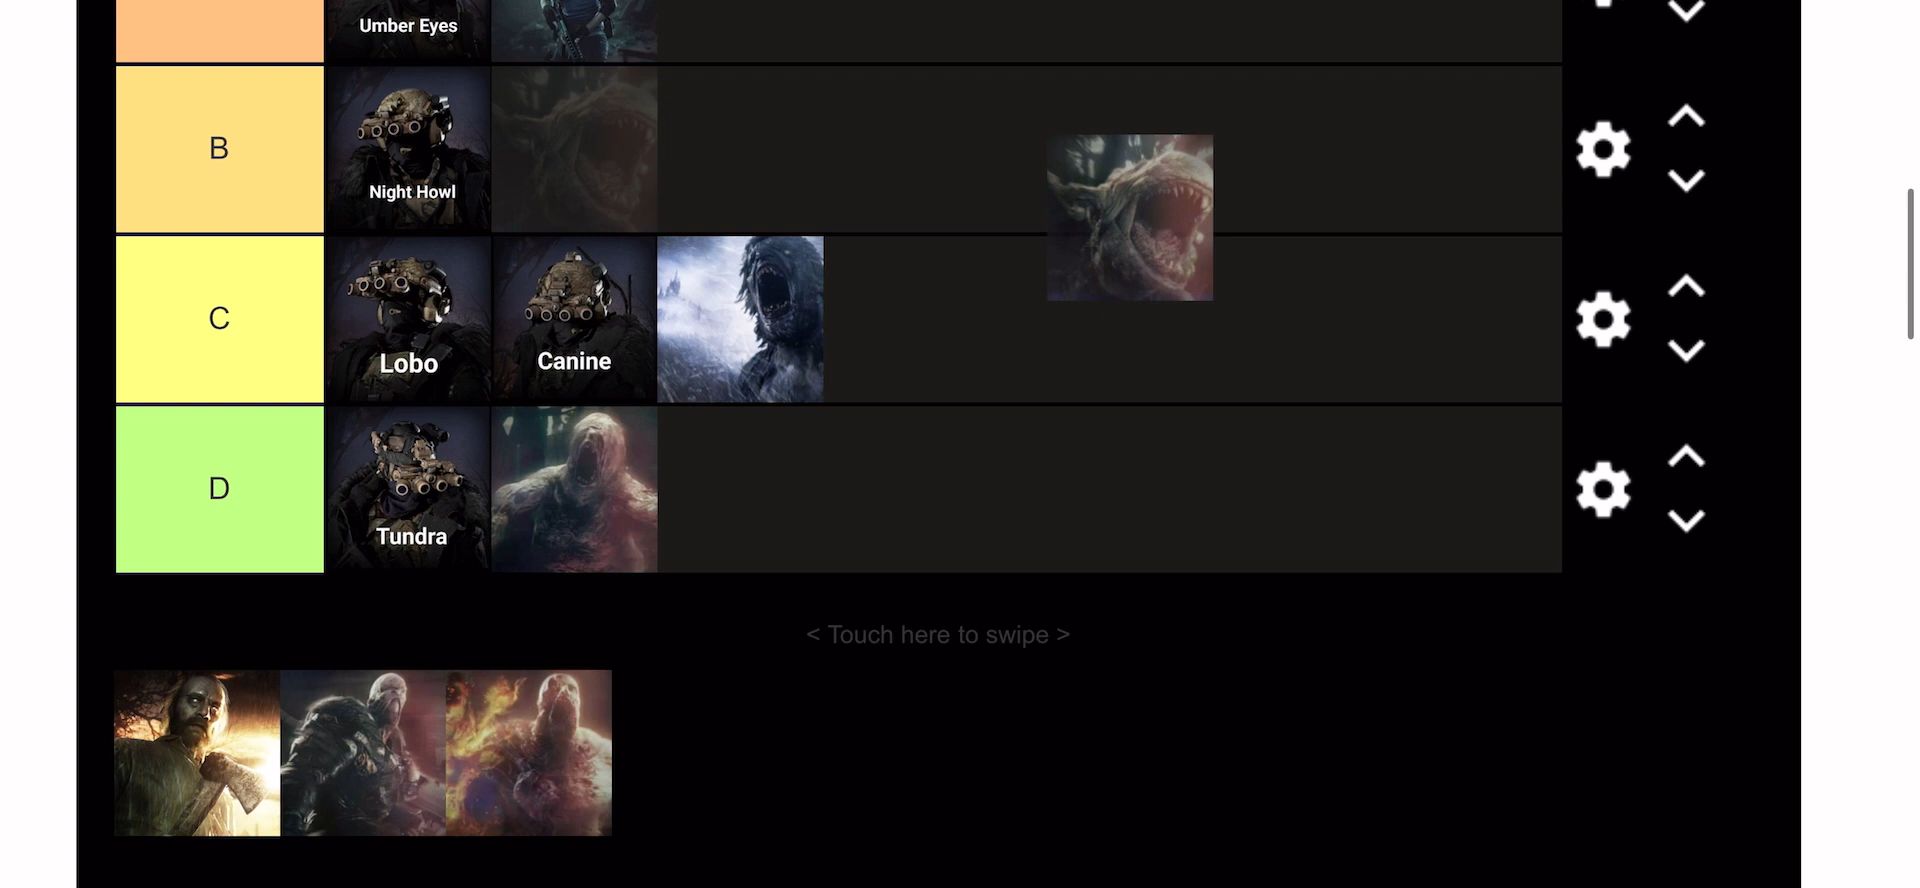 Umber Eyes
B
Night Howl
C
Lobo
Canine
D
Tundra
< Touch here to swipe >